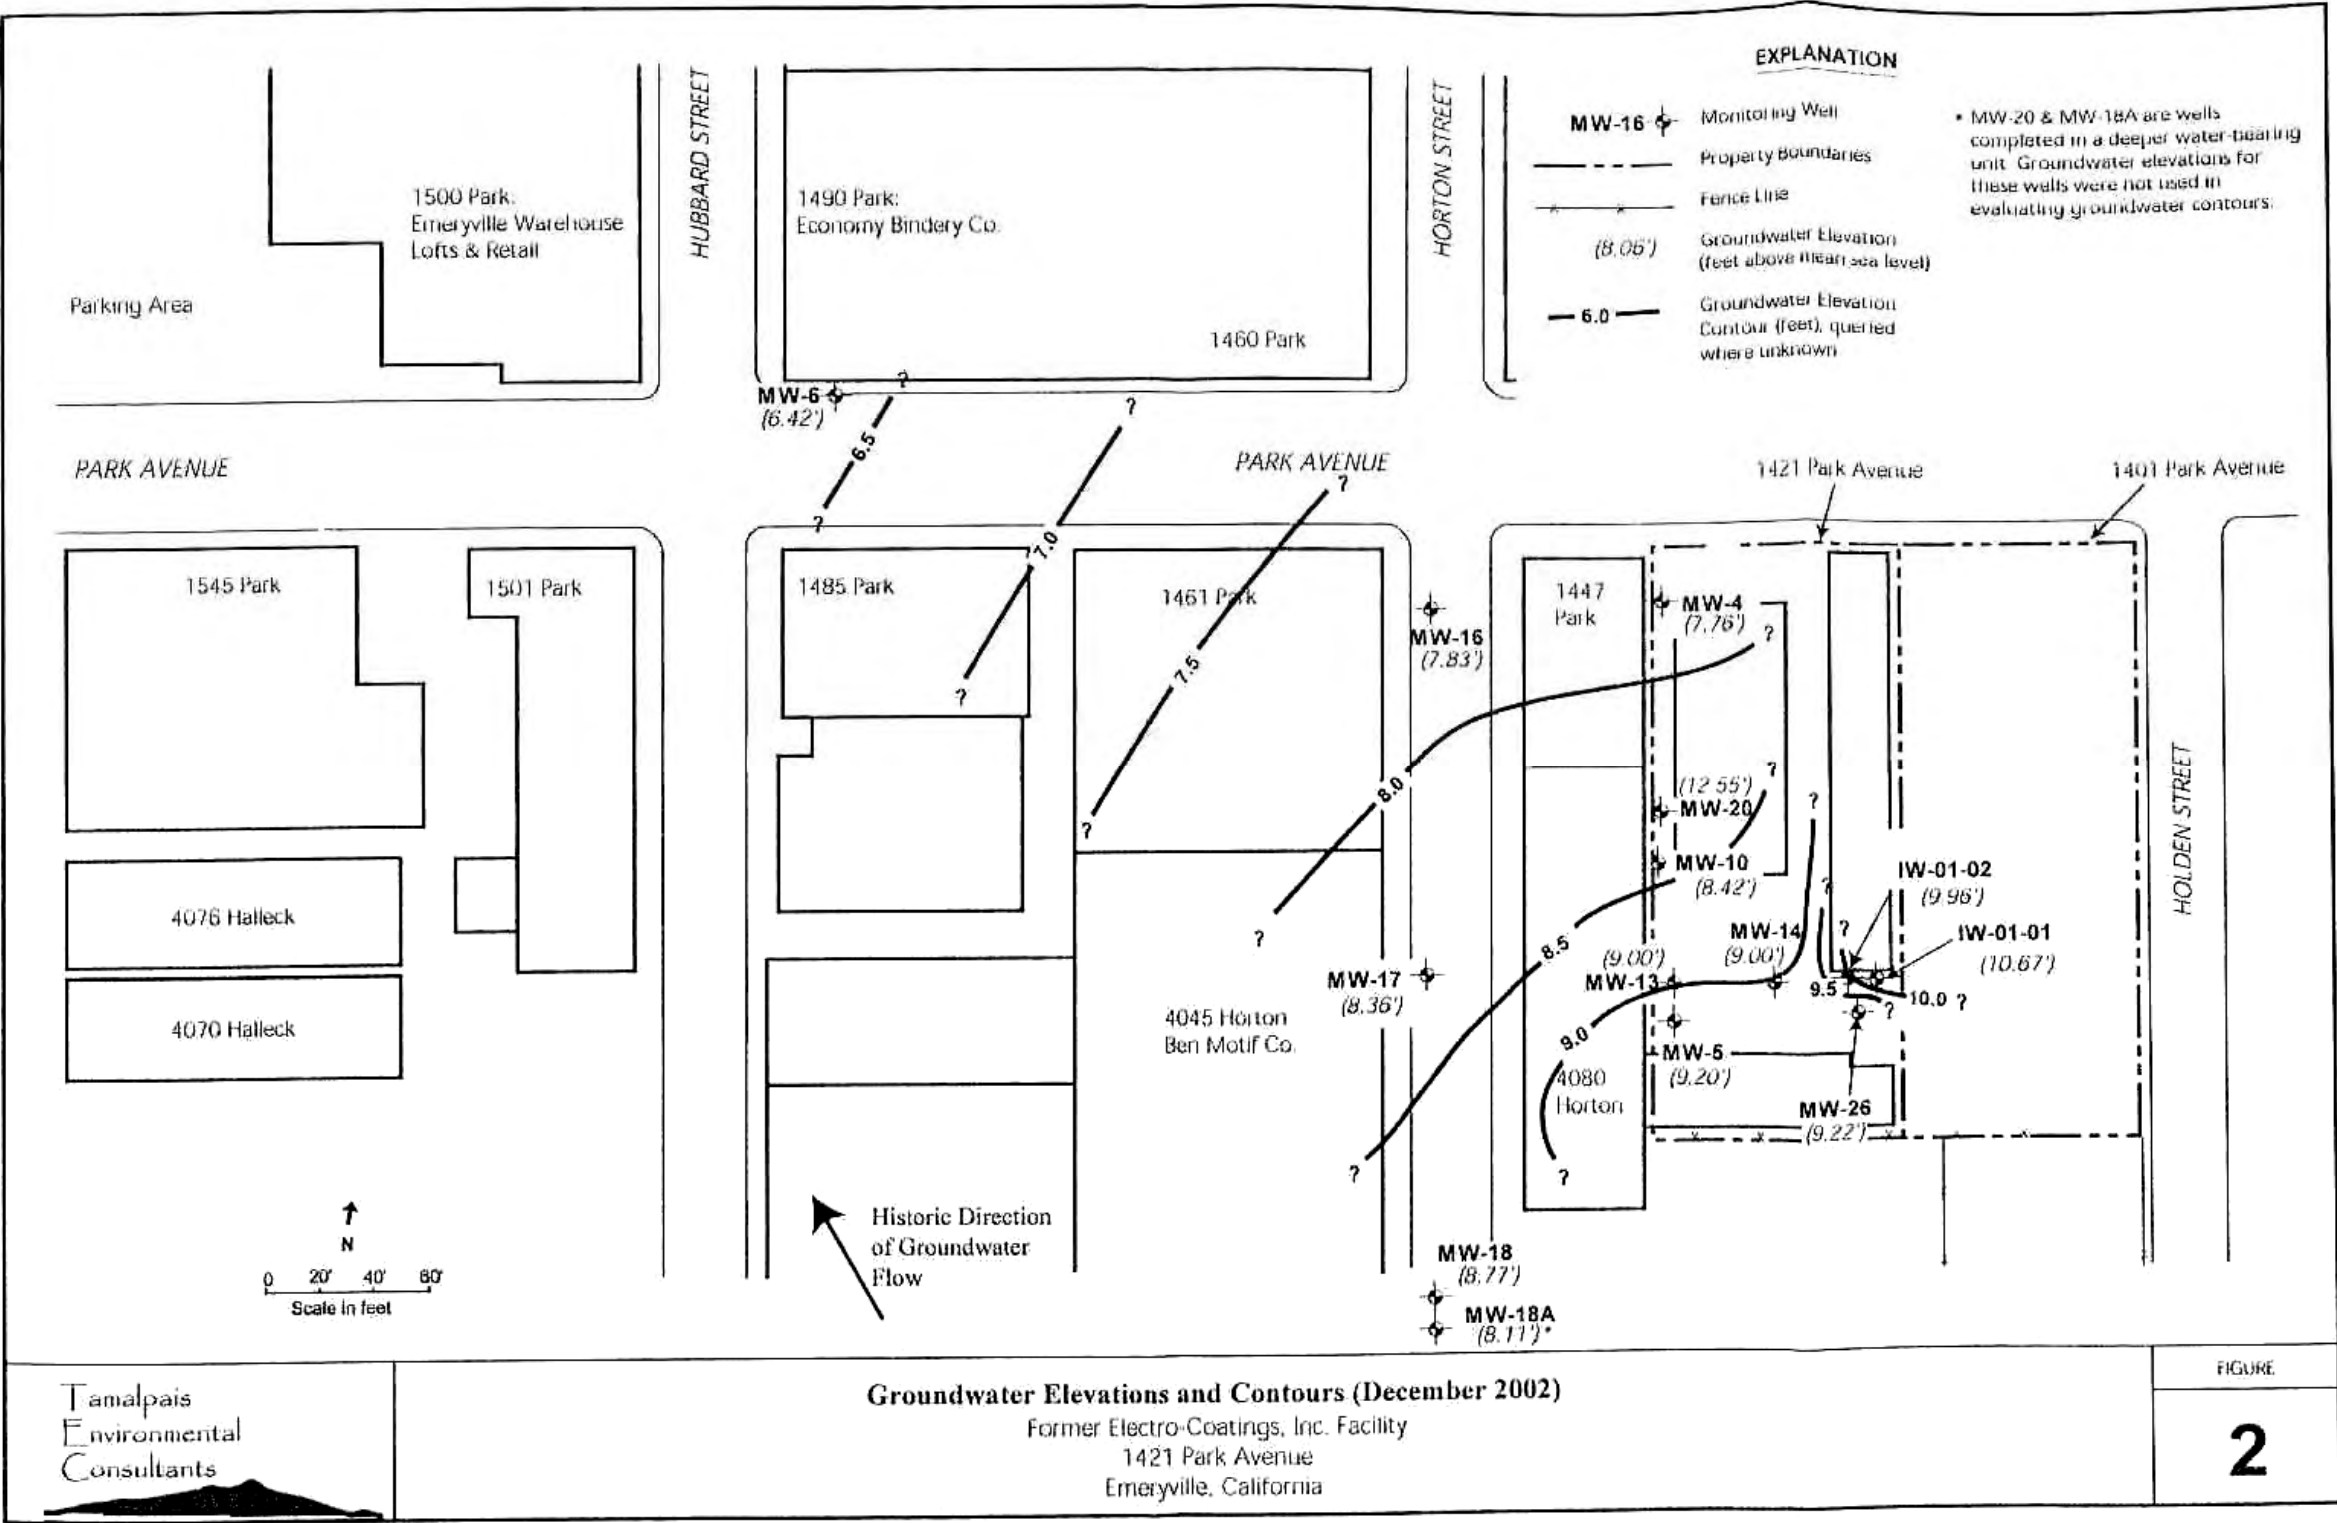 EXPLANATION
MW-16
Monitoring Well
Property Boundaries
Fence Line
(8.06')
Groundwater Elevation
(feet above mean sea level)
6.0
Groundwater Elevation
Contour (feet), queried
where unknown
* MW-20 & MW-18A are wells
completed in a deeper water-bearing
unit. Groundwater elevations for
these wells were not used in
evaluating groundwater contours.
HUBBARD STREET
HORTON STREET
1500 Park:
Emeryville Warehouse
Lofts & Retail
Parking Area
1490 Park:
Economy Bindery Co.
1460 Park
?
MW-6
(6.42')
6.5
?
?
PARK AVENUE
PARK AVENUE
?
1421 Park Avenue
1401 Park Avenue
1545 Park
1501 Park
1485 Park
7.0
?
1461 Park
7.5
?
MW-16
(7.83')
1447
Park
MW-4
(7.76')
?
8.0
?
(12.55')
MW-20
?
?
MW-10
(8.42')
?
IW-01-02
(9.96')
HOLDEN STREET
4076 Halleck
4070 Halleck
MW-14
(9.00')
?
IW-01-01
(10.67')
8.5
(9.00')
MW-13
9.5
10.0 ?
?
MW-17
(8.36')
4045 Horton
Ben Motif Co.
9.0
MW-5
(9.20')
4080
Horton
MW-26
(9.22')
?
?
N
0 20' 40' 80'
Scale in feet
Historic Direction
of Groundwater
Flow
MW-18
(8.77')
MW-18A
(8.11')*
Tamalpais
Environmental
Consultants
Groundwater Elevations and Contours (December 2002)
Former Electro-Coatings, Inc. Facility
1421 Park Avenue
Emeryville, California
FIGURE
2